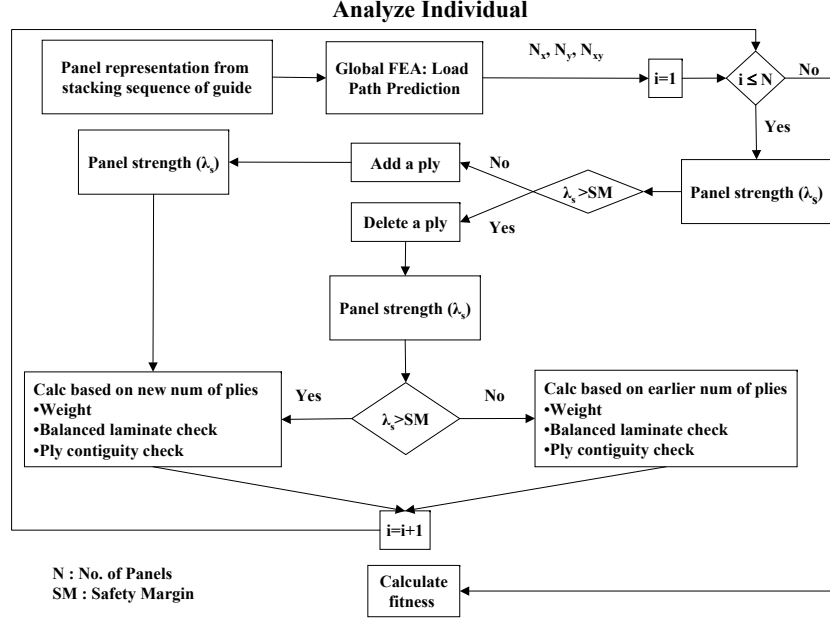 Analyze Individual
Panel representation from
stacking sequence of guide
Global FEA: Load
Path Prediction
Nx, Ny, Nxy
i=1
i ≤ N
No
Yes
Panel strength (λs)
λs >SM
No
Yes
Add a ply
Panel strength (λs)
Delete a ply
Panel strength (λs)
λs>SM
Yes
No
Calc based on new num of plies
•Weight
•Balanced laminate check
•Ply contiguity check
Calc based on earlier num of plies
•Weight
•Balanced laminate check
•Ply contiguity check
i=i+1
N : No. of Panels
SM : Safety Margin
Calculate
fitness